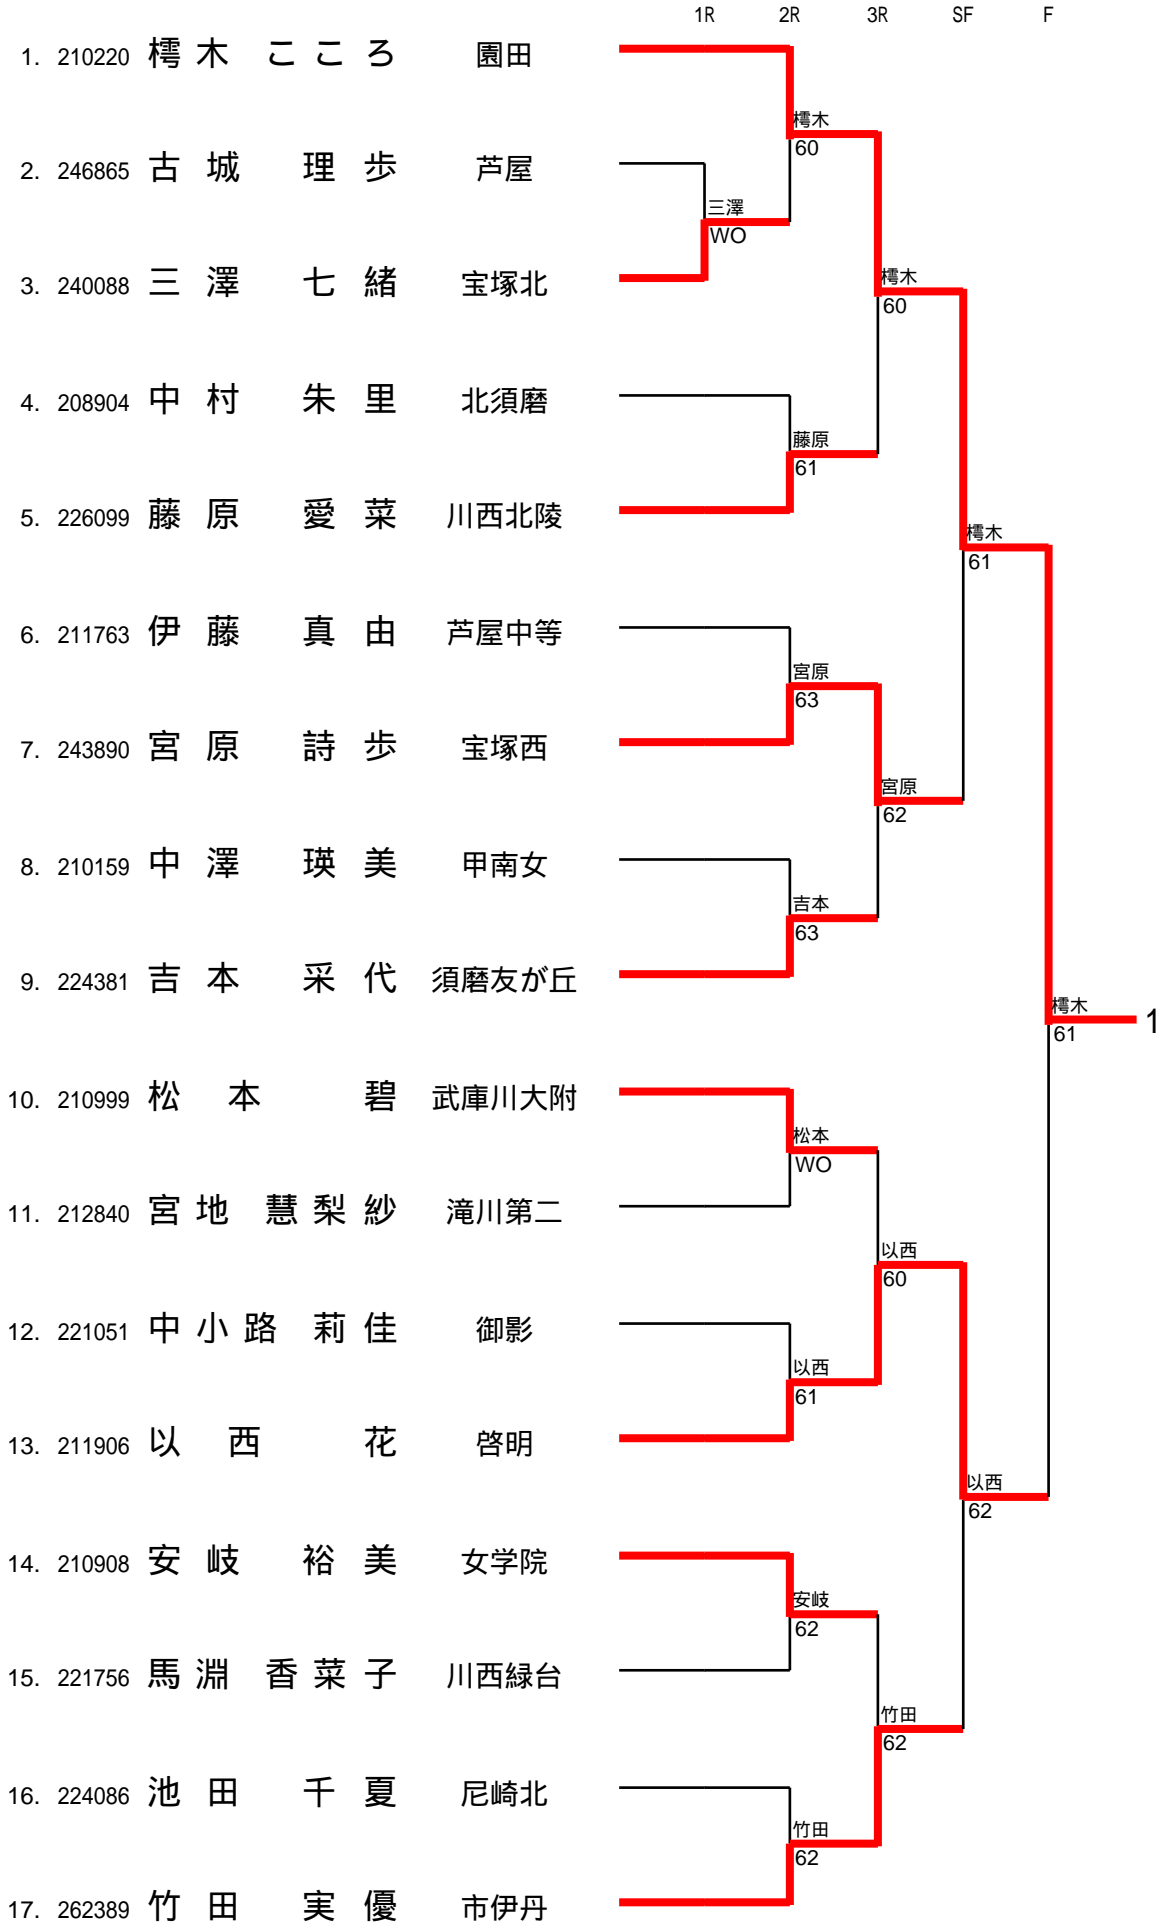 1R 2R 3R SF F
1. 210220 樗木 こころ 園田
樗木
60
2. 246865 古城 理歩 芦屋
三澤
WO
3. 240088 三澤 七緒 宝塚北
樗木
60
4. 208904 中村 朱里 北須磨
藤原
61
5. 226099 藤原 愛菜 川西北陵
樗木
61
6. 211763 伊藤 真由 芦屋中等
宮原
63
7. 243890 宮原 詩歩 宝塚西
宮原
62
8. 210159 中澤 瑛美 甲南女
吉本
63
9. 224381 吉本 采代 須磨友が丘
樗木
61
1
10. 210999 松本 碧 武庫川大附
松本
WO
11. 212840 宮地 慧梨紗 滝川第二
以西
60
12. 221051 中小路 莉佳 御影
以西
61
13. 211906 以西 花 啓明
以西
62
14. 210908 安岐 裕美 女学院
安岐
62
15. 221756 馬淵 香菜子 川西緑台
竹田
62
16. 224086 池田 千夏 尼崎北
竹田
62
17. 262389 竹田 実優 市伊丹